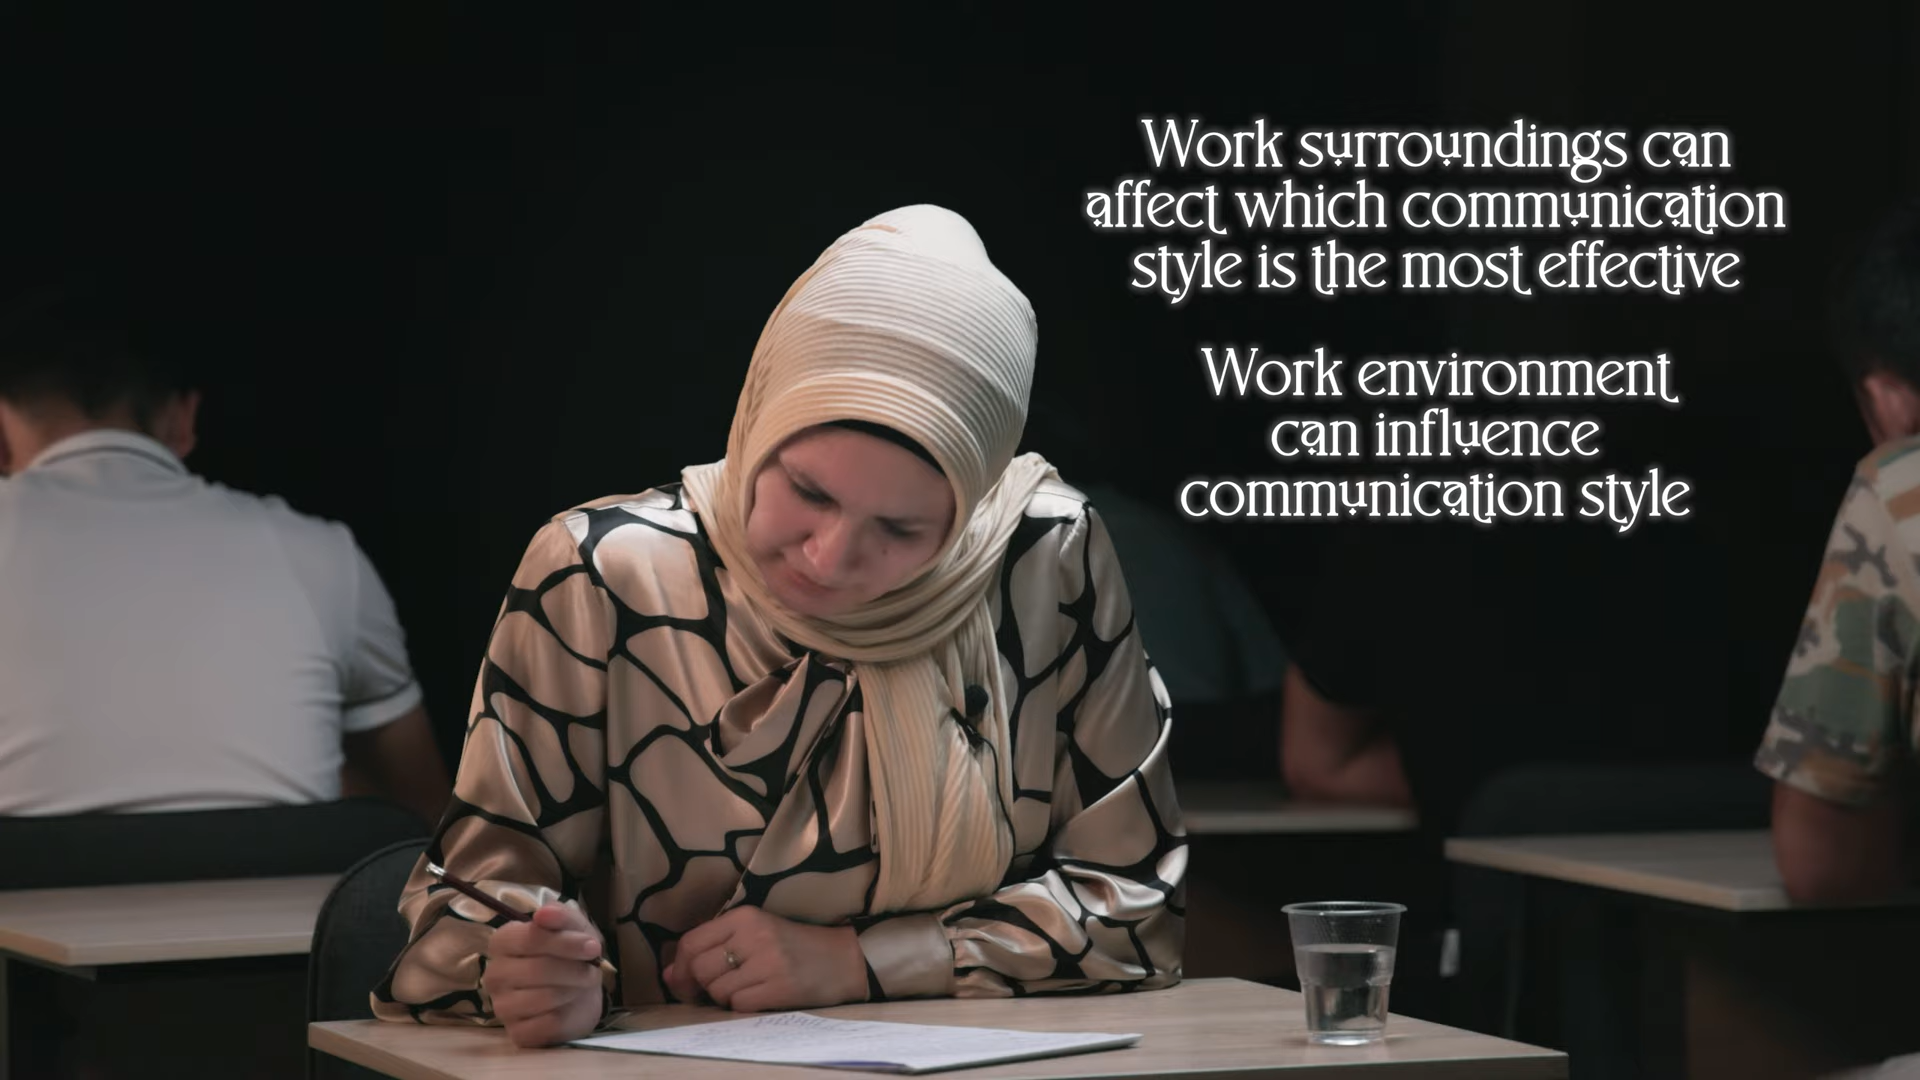 Work surroundings can
affect which communication
style is the most effective
Work environment
can influence
communication style